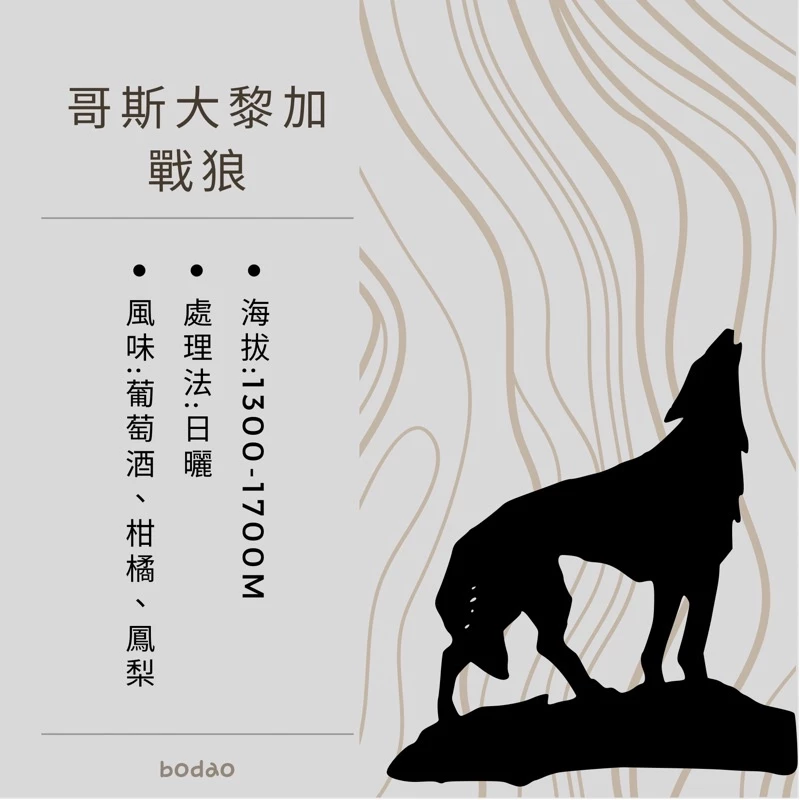 哥斯大黎加
戰狼
• 海拔:1300-1700M
• 處理法:日曬
• 風味:葡萄酒、柑橘、鳳梨
bodao